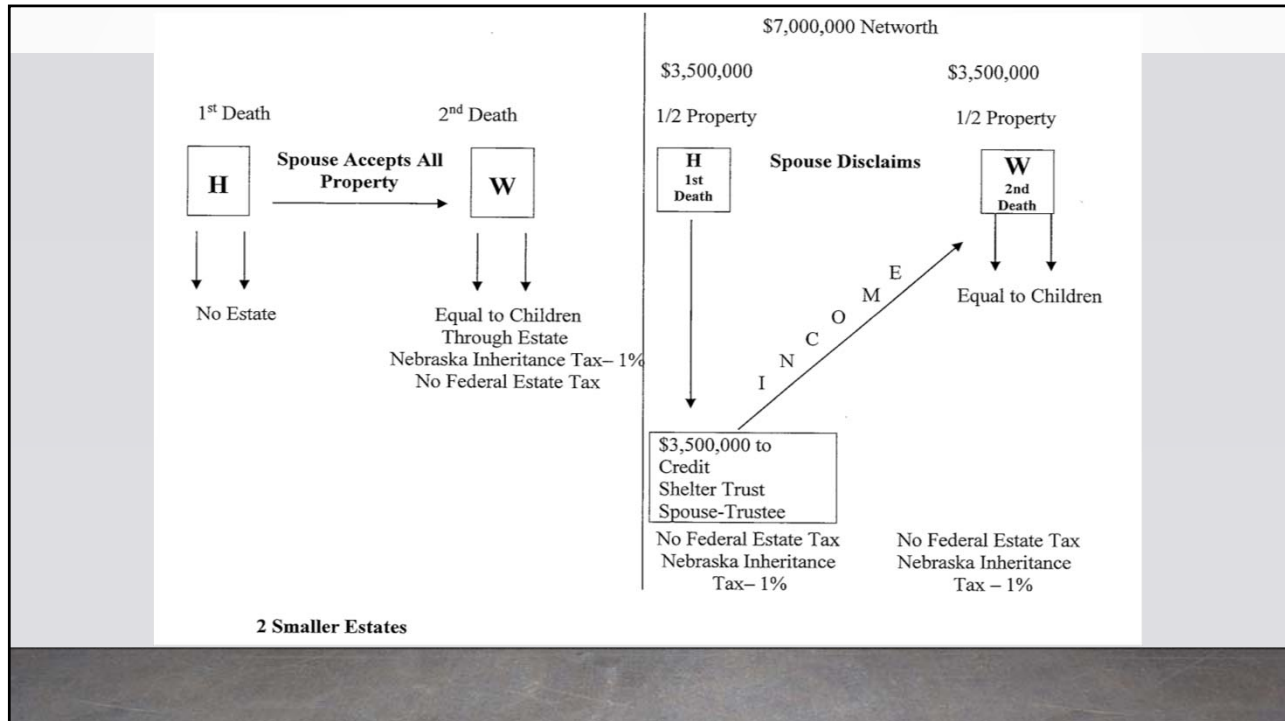 1st Death
2nd Death
H
Spouse Accepts All
Property
W
No Estate
Equal to Children
Through Estate
Nebraska Inheritance Tax– 1%
No Federal Estate Tax
2 Smaller Estates
$7,000,000 Networth
$3,500,000
$3,500,000
1/2 Property
1/2 Property
H
1st
Death
Spouse Disclaims
W
2nd
Death
I N C O M E
Equal to Children
$3,500,000 to
Credit
Shelter Trust
Spouse-Trustee
No Federal Estate Tax
Nebraska Inheritance
Tax– 1%
No Federal Estate Tax
Nebraska Inheritance
Tax – 1%